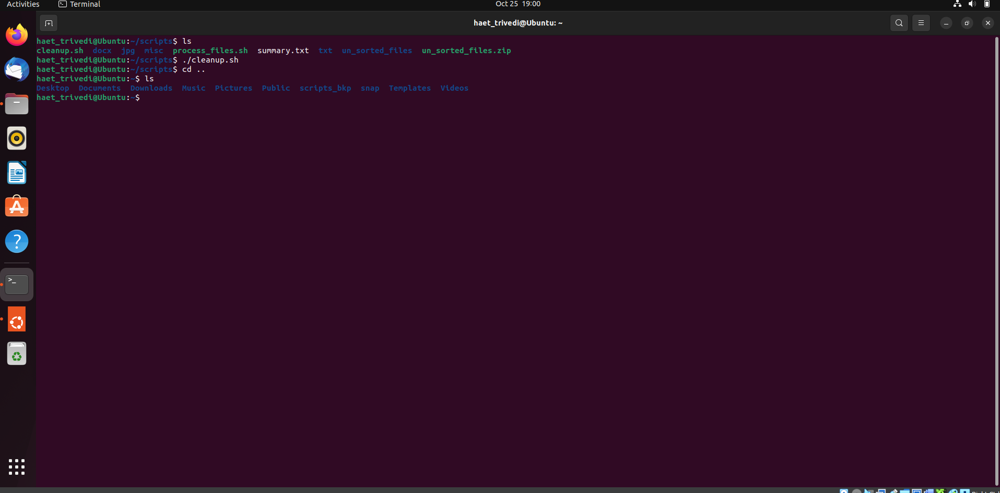 Activities Terminal Oct 25 19:00
haet_trivedi@Ubuntu: ~
haet_trivedi@Ubuntu:~/scripts$ ls
cleanup.sh docx jpg misc process_files.sh summary.txt txt un_sorted_files un_sorted_files.zip
haet_trivedi@Ubuntu:~/scripts$ ./cleanup.sh
haet_trivedi@Ubuntu:~/scripts$ cd ..
haet_trivedi@Ubuntu:~$ ls
Desktop Documents Downloads Music Pictures Public scripts_bkp snap Templates Videos
haet_trivedi@Ubuntu:~$